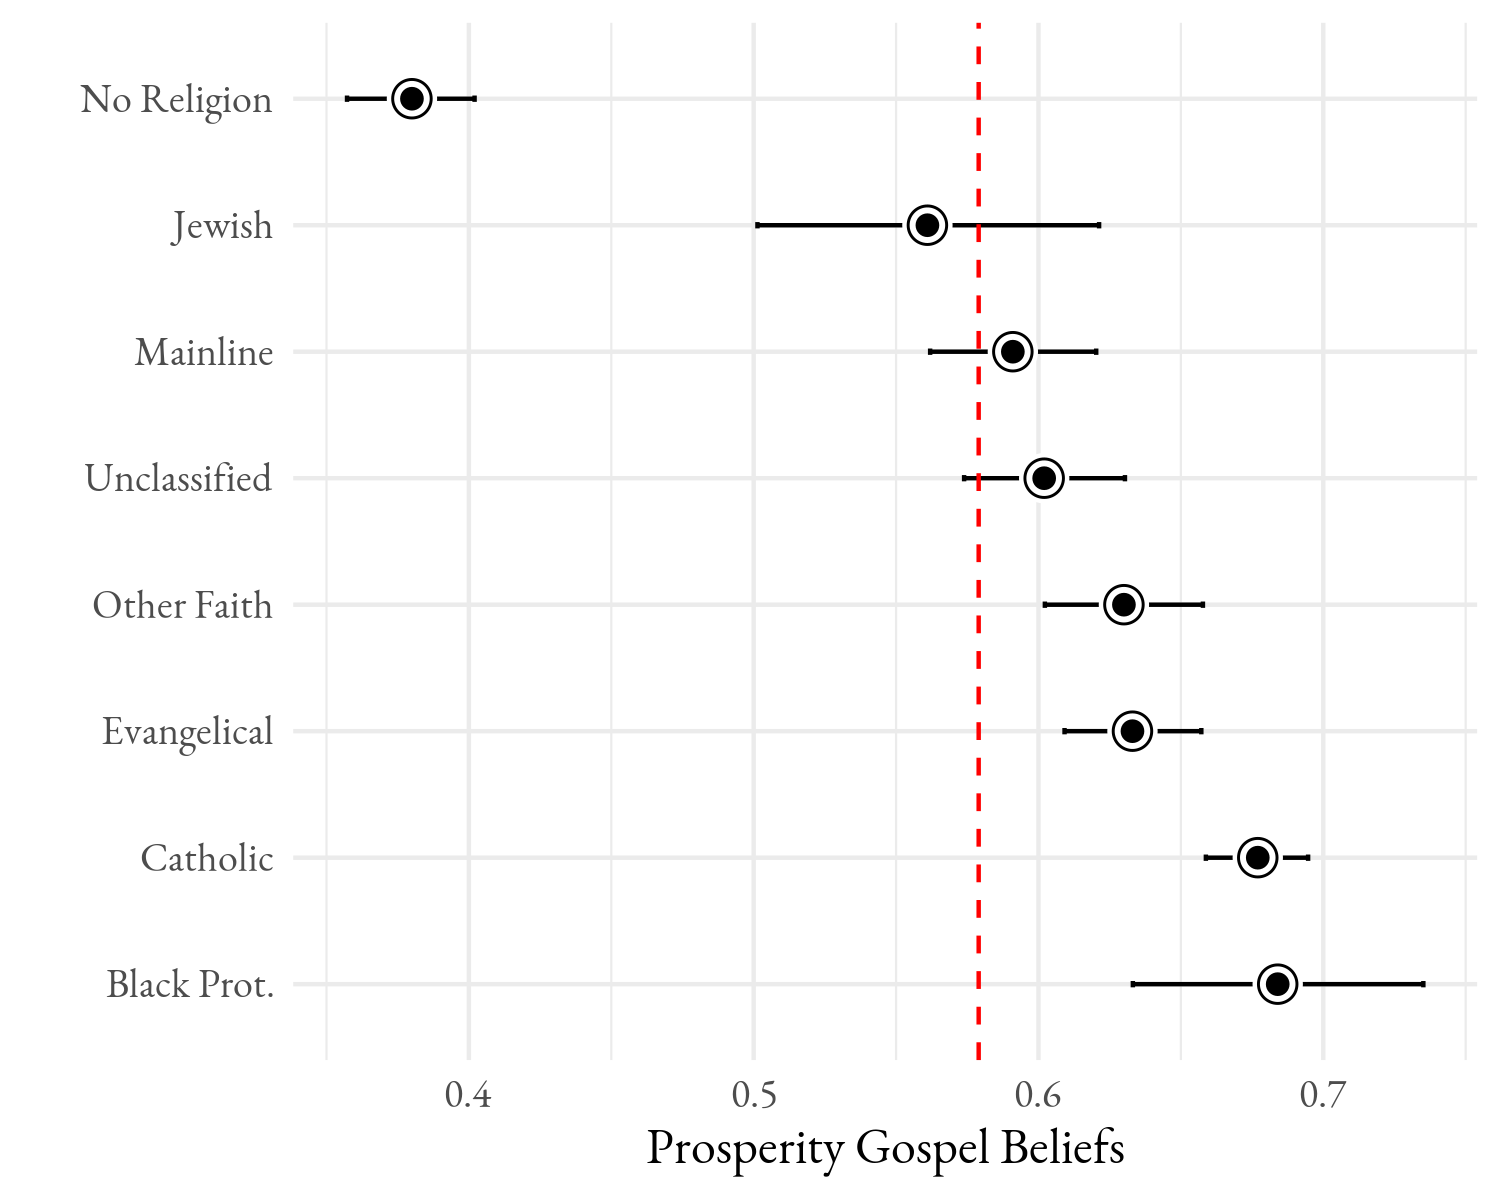 No Religion
Jewish
Mainline
Unclassified
Other Faith
Evangelical
Catholic
Black Prot.
0.4 0.5 0.6 0.7
Prosperity Gospel Beliefs